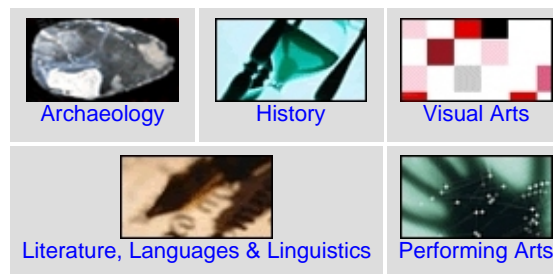 Archaeology
History
Visual Arts
Literature, Languages & Linguistics
Performing Arts